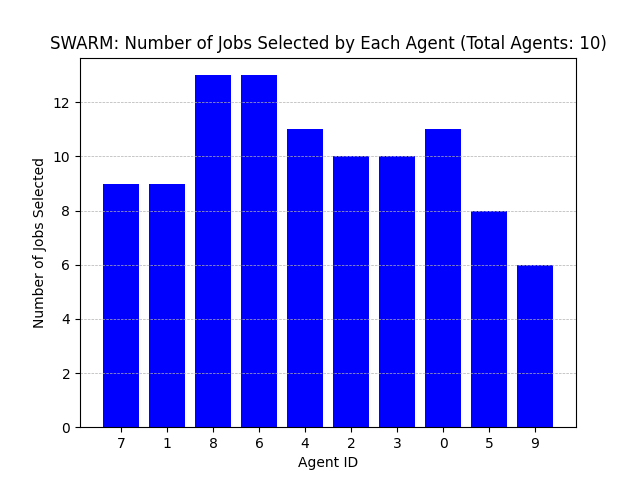 SWARM: Number of Jobs Selected by Each Agent (Total Agents: 10)
Number of Jobs Selected
12
10
8
6
4
2
0
7 1 8 6 4 2 3 0 5 9
Agent ID